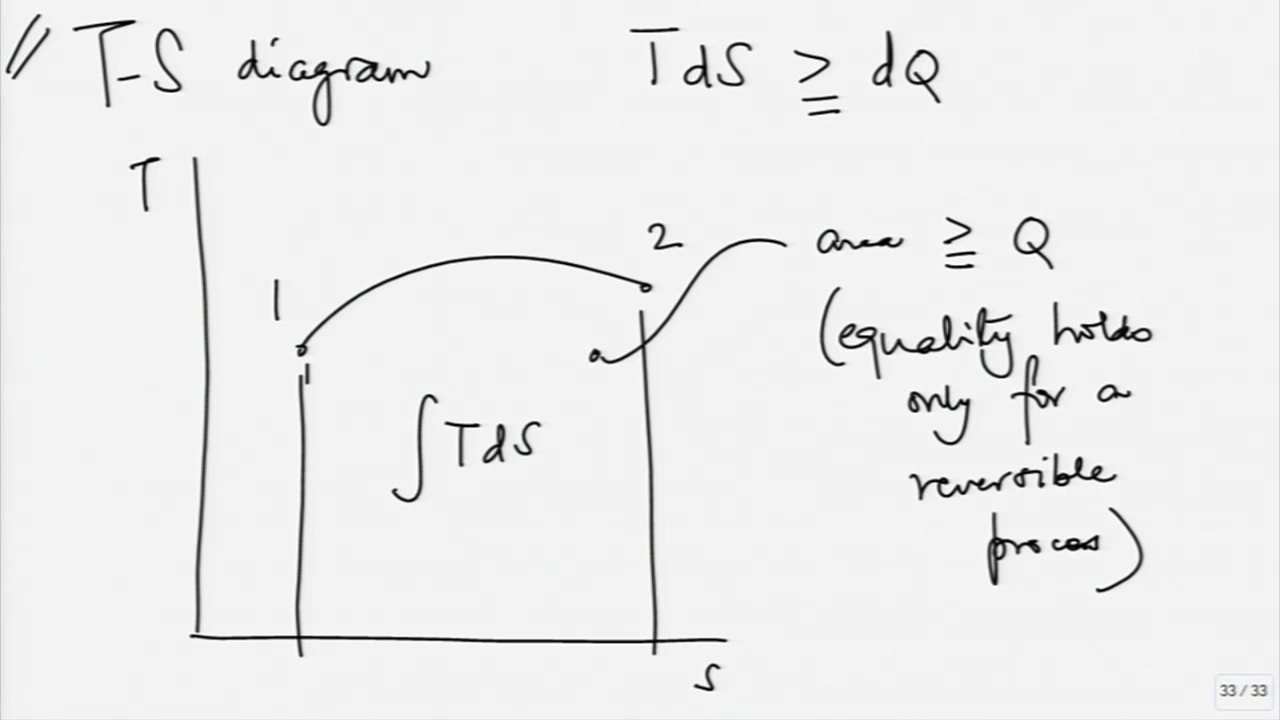 // T-S diagram
TdS ≥ dQ
T
1
2
area ≥ Q
(equality holds
only for a
reversible
process)
∫ TdS
S
33 / 33